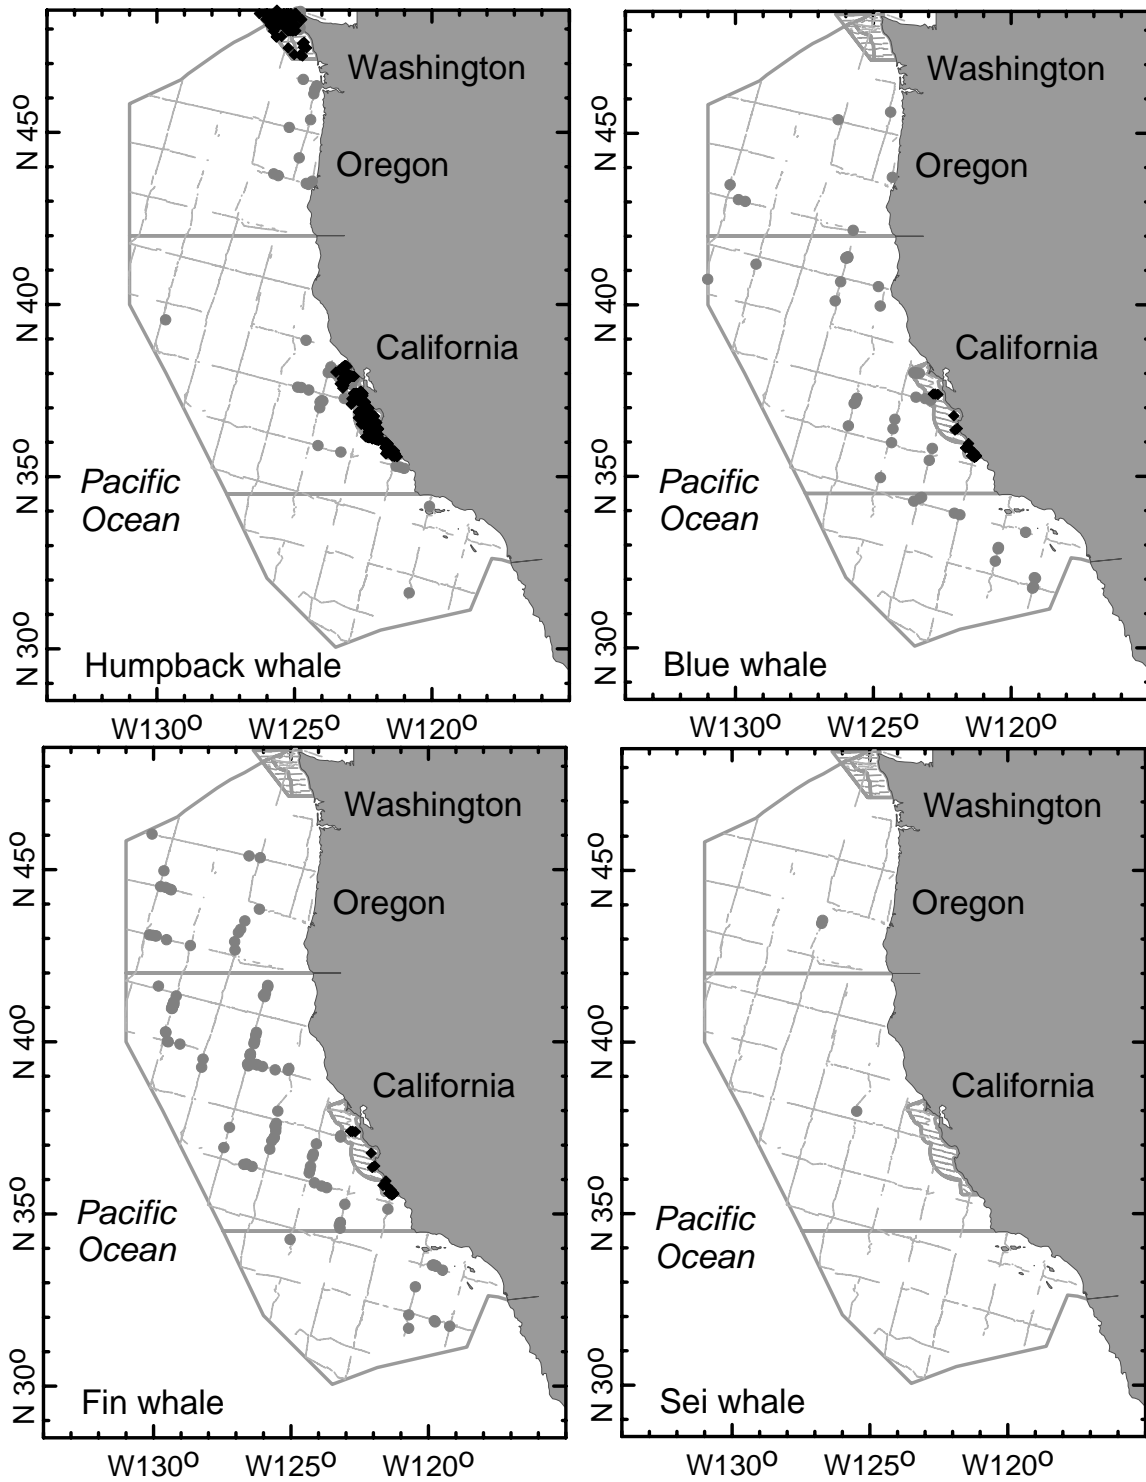 Washington
N 45o
Oregon
N 40o
California
N 35o
Pacific
Ocean
N 30o
Humpback whale
W130o W125o W120o
Washington
N 45o
Oregon
N 40o
California
N 35o
Pacific
Ocean
N 30o
Blue whale
W130o W125o W120o
Washington
N 45o
Oregon
N 40o
California
N 35o
Pacific
Ocean
N 30o
Fin whale
W130o W125o W120o
Washington
N 45o
Oregon
N 40o
California
N 35o
Pacific
Ocean
N 30o
Sei whale
W130o W125o W120o